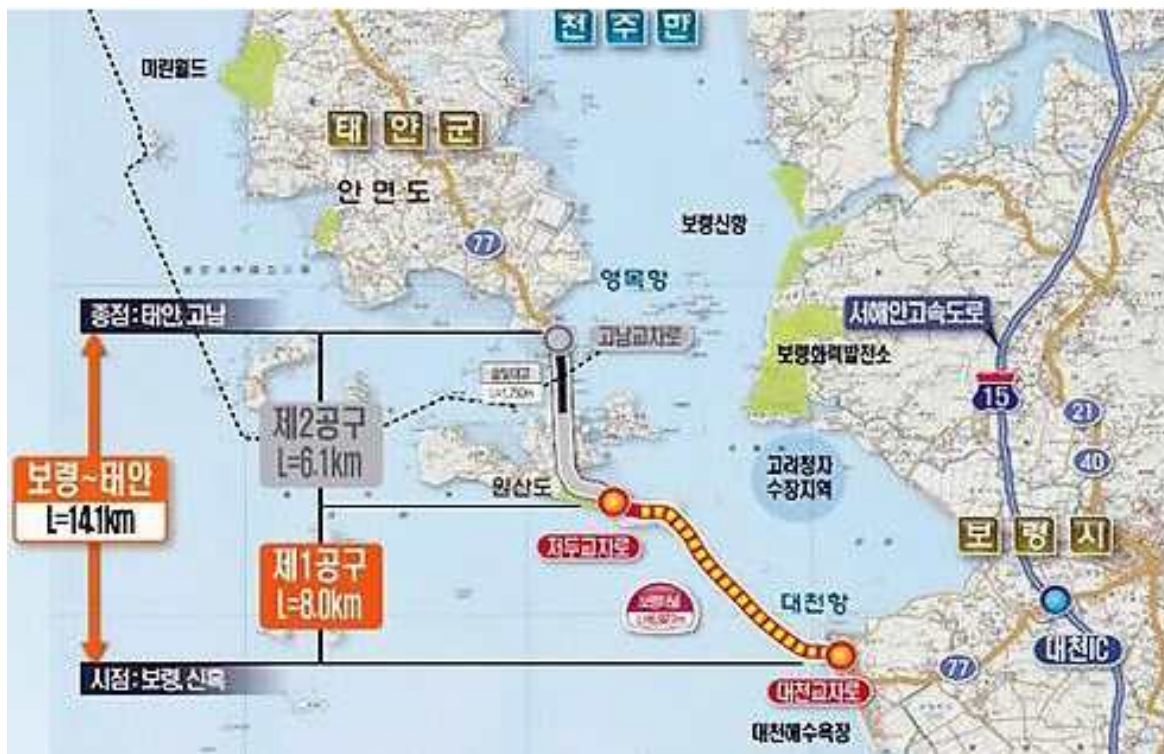 천수만
미린월드
태안군
안면도
77
보령신항
영목항
종점:태안,고남
고남교차로
서해안고속도로
보령화력발전소
15
21
40
제2공구
L=6.1km
보령~태안
L=14.1km
원산도
고려청자
수장지역
보령시
저두교차로
제1공구
L=8.0km
대천항
대천IC
77
시점:보령,신흑
대천교차로
대천해수욕장